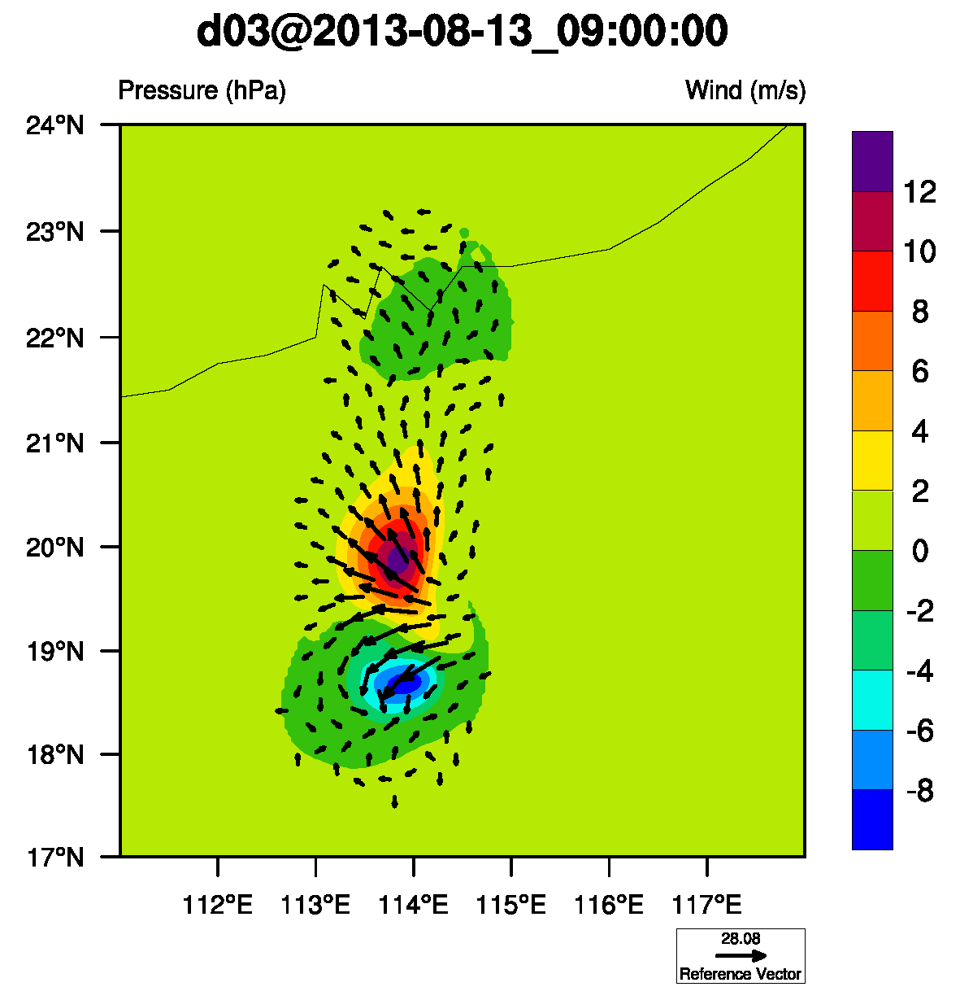 d03@2013-08-13_09:00:00
Pressure (hPa)
Wind (m/s)
24°N
23°N
22°N
21°N
20°N
19°N
18°N
17°N
112°E
113°E
114°E
115°E
116°E
117°E
12
10
8
6
4
2
0
-2
-4
-6
-8
28.08
Reference Vector